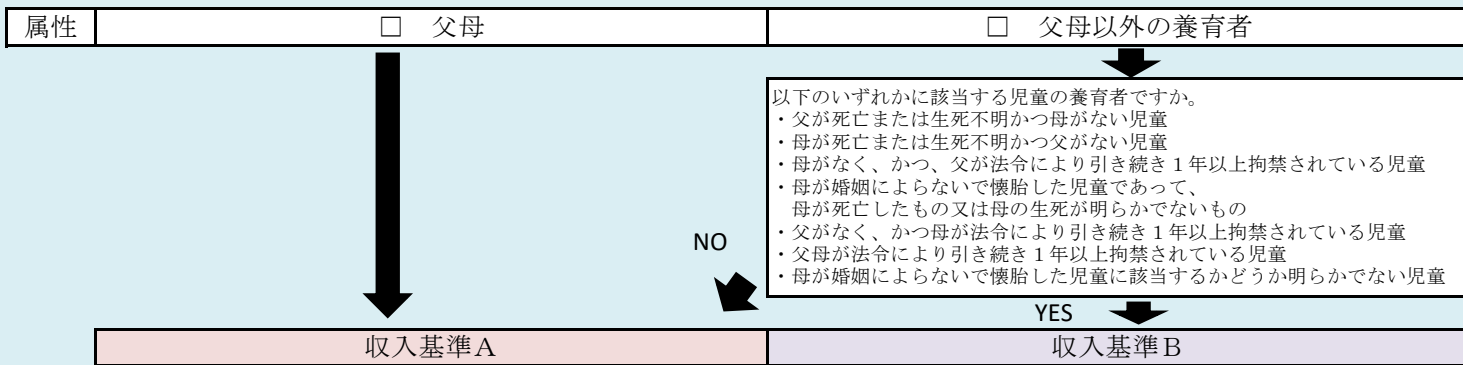 属性 □ 父母 □ 父母以外の養育者
以下のいずれかに該当する児童の養育者ですか。
・父が死亡または生死不明かつ母がない児童
・母が死亡または生死不明かつ父がない児童
・母がなく、かつ、父が法令により引き続き１年以上拘禁されている児童
・母が婚姻によらないで懐胎した児童であって、
母が死亡したもの又は母の生死が明らかでないもの
・父がなく、かつ母が法令により引き続き１年以上拘禁されている児童
・父母が法令により引き続き１年以上拘禁されている児童
・母が婚姻によらないで懐胎した児童に該当するかどうか明らかでない児童
NO
YES
収入基準Ａ 収入基準Ｂ